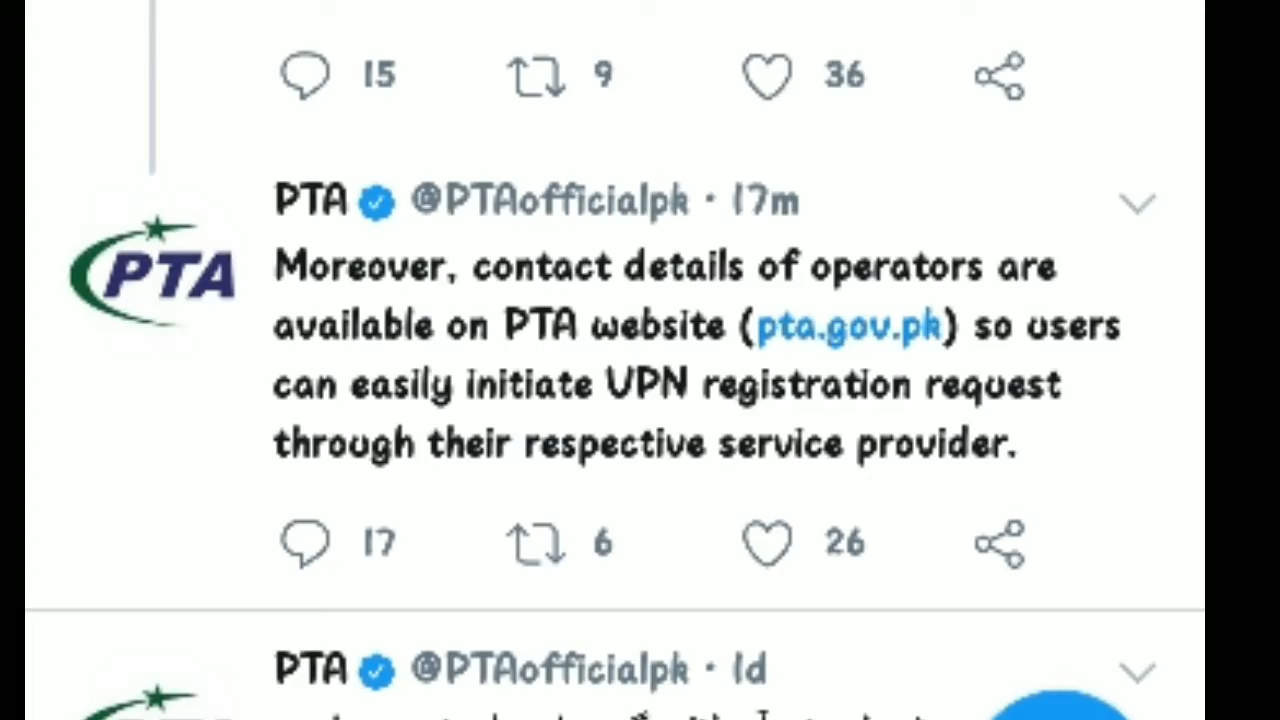 15 9 36
PTA @PTAofficialpk · 17m
PTA
Moreover, contact details of operators are
available on PTA website (pta.gov.pk) so users
can easily initiate VPN registration request
through their respective service provider.
17 6 26
PTA @PTAofficialpk · 1d